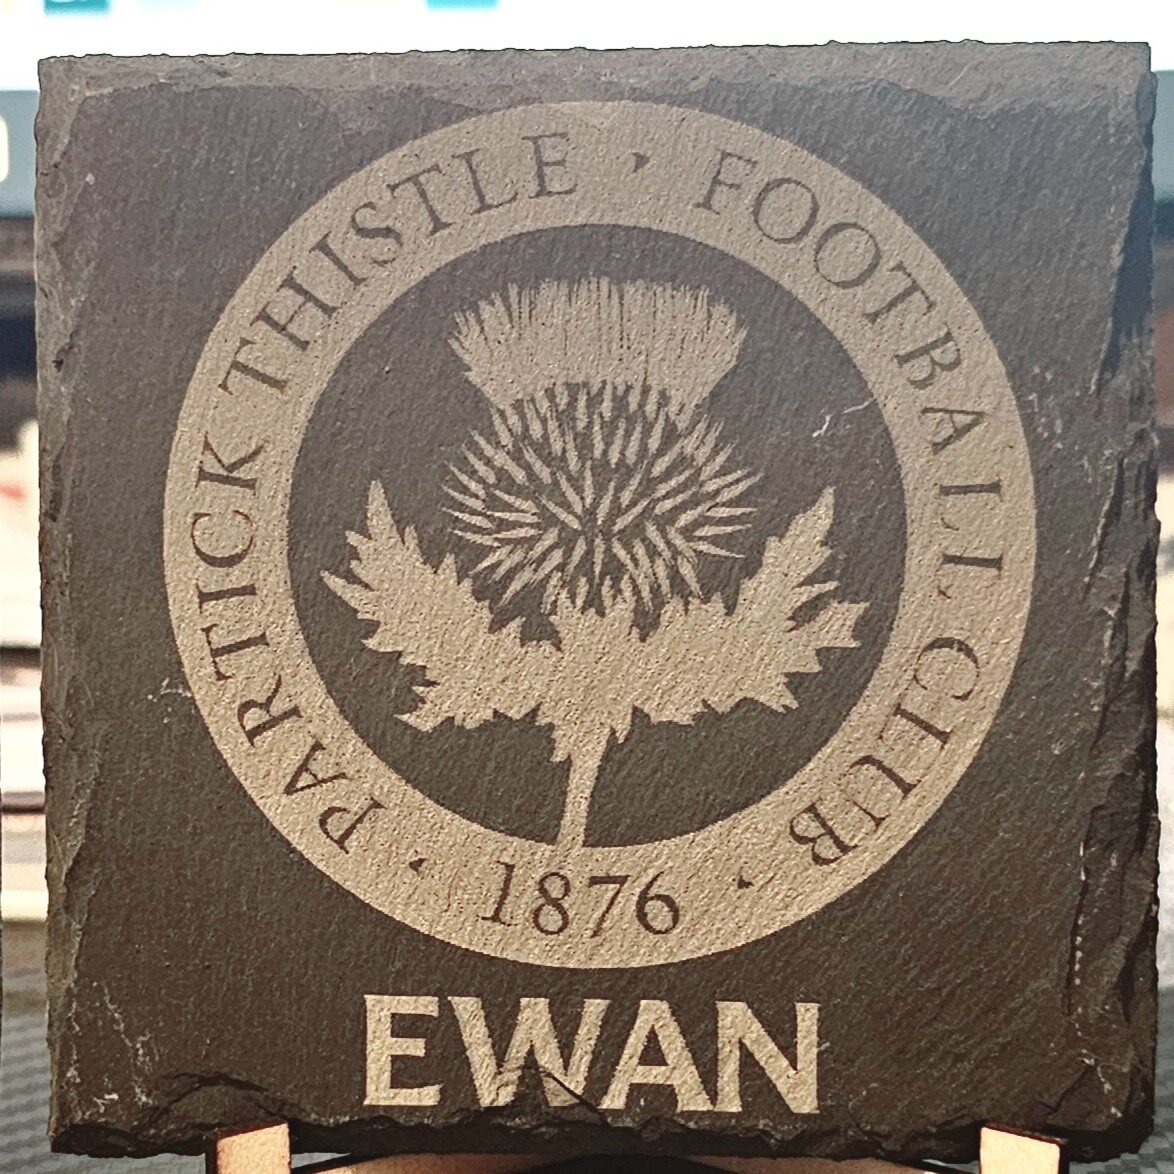 PARTICK THISTLE · FOOTBALL CLUB
· 1876 ·
EWAN